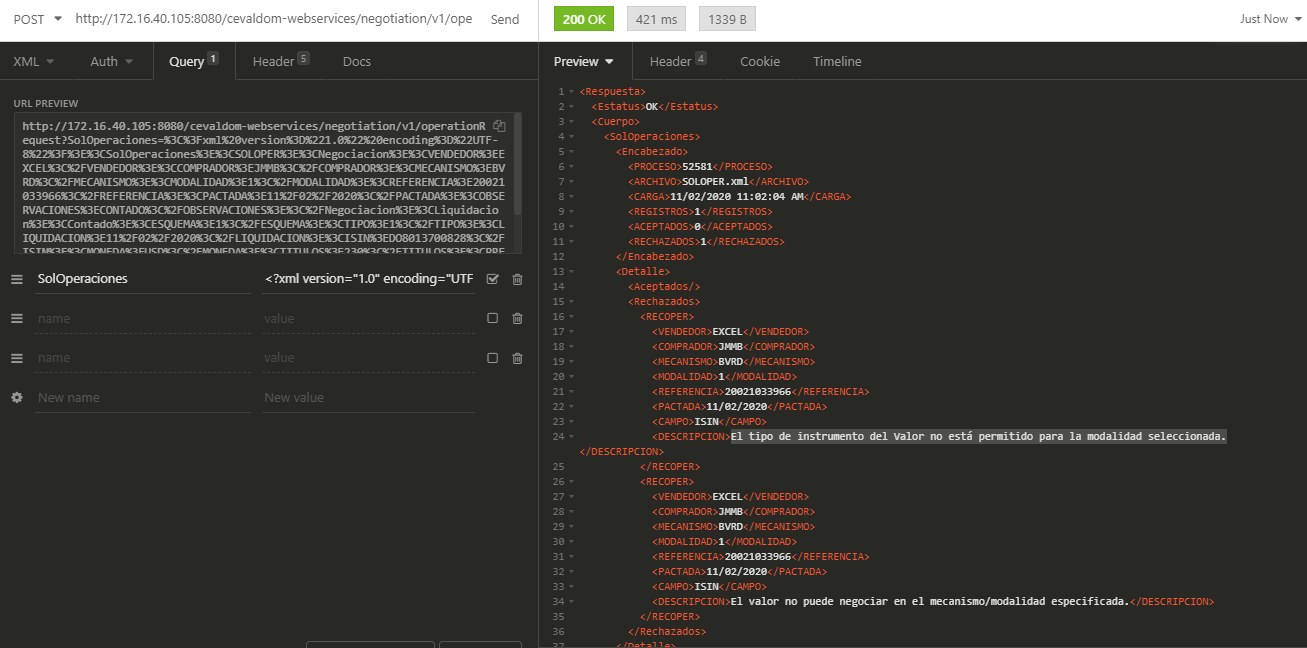 POST http://172.16.40.105:8080/cevaldom-webservices/negotiation/v1/ope Send
200 OK 421 ms 1339 B Just Now
XML Auth Query 1 Header 5 Docs
Preview Header 4 Cookie Timeline
URL PREVIEW
http://172.16.40.105:8080/cevaldom-webservices/negotiation/v1/operationR
equest?SolOperaciones=%3C%3Fxml%20version%3D%221.0%22%20encoding%3D%22UTF-
8%22%3F%3E%3CSolOperaciones%3E%3CSOLOPER%3E%3CNegociacion%3E%3CVENDEDOR%3EE
XCEL%3C%2FVENDEDOR%3E%3CCOMPRADOR%3EJMMB%3C%2FCOMPRADOR%3E%3CMECANISMO%3EBV
RD%3C%2FMECANISMO%3E%3CMODALIDAD%3E1%3C%2FMODALIDAD%3E%3CREFERENCIA%3E20021
033966%3C%2FREFERENCIA%3E%3CPACTADA%3E11%2F02%2F2020%3C%2FPACTADA%3E%3COBSE
RVACIONES%3ECONTADO%3C%2FOBSERVACIONES%3E%3C%2FNegociacion%3E%3CLiquidacio
n%3E%3CContado%3E%3CESQUEMA%3E1%3C%2FESQUEMA%3E%3CTIPO%3E1%3C%2FTIPO%3E%3CL
IQUIDACION%3E11%2F02%2F2020%3C%2FLIQUIDACION%3E%3CISIN%3EDO8013700828%3C%2F
ISIN%3E%3CMONEDA%3EUSD%3C%2FMONEDA%3E%3CTITULOS%3E230%3C%2FTITULOS%3E%3CPRE
SolOperaciones <?xml version="1.0" encoding="UTF
name value
name value
New name New value
1 <Respuesta>
2 <Estatus>OK</Estatus>
3 <Cuerpo>
4 <SolOperaciones>
5 <Encabezado>
6 <PROCESO>52581</PROCESO>
7 <ARCHIVO>SOLOPER.xml</ARCHIVO>
8 <CARGA>11/02/2020 11:02:04 AM</CARGA>
9 <REGISTROS>1</REGISTROS>
10 <ACEPTADOS>0</ACEPTADOS>
11 <RECHAZADOS>1</RECHAZADOS>
12 </Encabezado>
13 <Detalle>
14 <Aceptados/>
15 <Rechazados>
16 <RECOPER>
17 <VENDEDOR>EXCEL</VENDEDOR>
18 <COMPRADOR>JMMB</COMPRADOR>
19 <MECANISMO>BVRD</MECANISMO>
20 <MODALIDAD>1</MODALIDAD>
21 <REFERENCIA>20021033966</REFERENCIA>
22 <PACTADA>11/02/2020</PACTADA>
23 <CAMPO>ISIN</CAMPO>
24 <DESCRIPCION>El tipo de instrumento del Valor no está permitido para la modalidad seleccionada.
</DESCRIPCION>
25 </RECOPER>
26 <RECOPER>
27 <VENDEDOR>EXCEL</VENDEDOR>
28 <COMPRADOR>JMMB</COMPRADOR>
29 <MECANISMO>BVRD</MECANISMO>
30 <MODALIDAD>1</MODALIDAD>
31 <REFERENCIA>20021033966</REFERENCIA>
32 <PACTADA>11/02/2020</PACTADA>
33 <CAMPO>ISIN</CAMPO>
34 <DESCRIPCION>El valor no puede negociar en el mecanismo/modalidad especificada.</DESCRIPCION>
35 </RECOPER>
36 </Rechazados>
37 </Detalle>